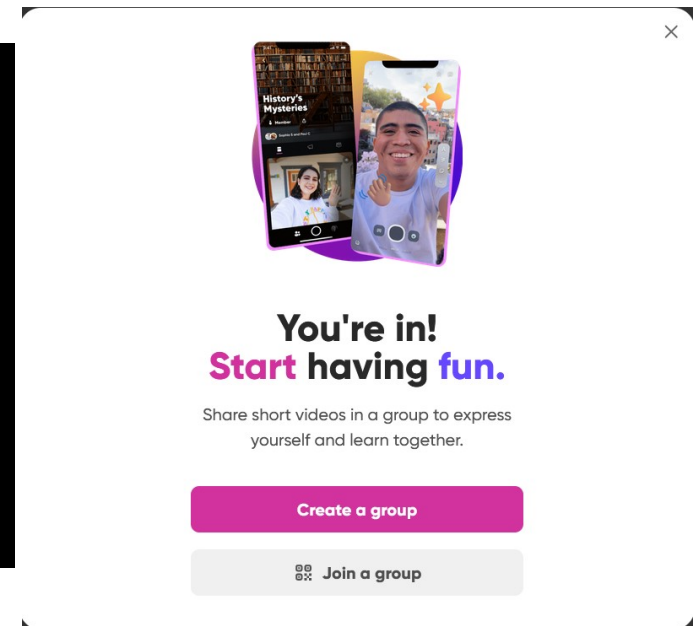 History's
Mysteries
Member
You're in!
Start having fun.
Share short videos in a group to express
yourself and learn together.
Create a group
Join a group